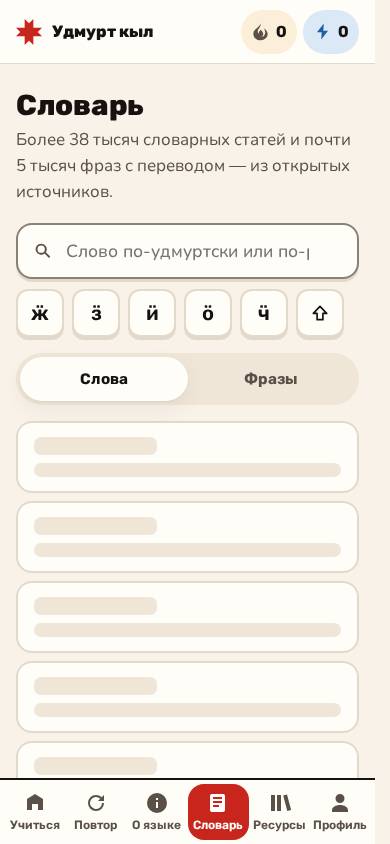 Удмурт кыл
0
0
Словарь
Более 38 тысяч словарных статей и почти
5 тысяч фраз с переводом — из открытых
источников.
Слово по-удмуртски или по-
ӝ
ӟ
ӥ
ӧ
ӵ
Слова
Фразы
Учиться
Повтор
О языке
Словарь
Ресурсы
Профиль